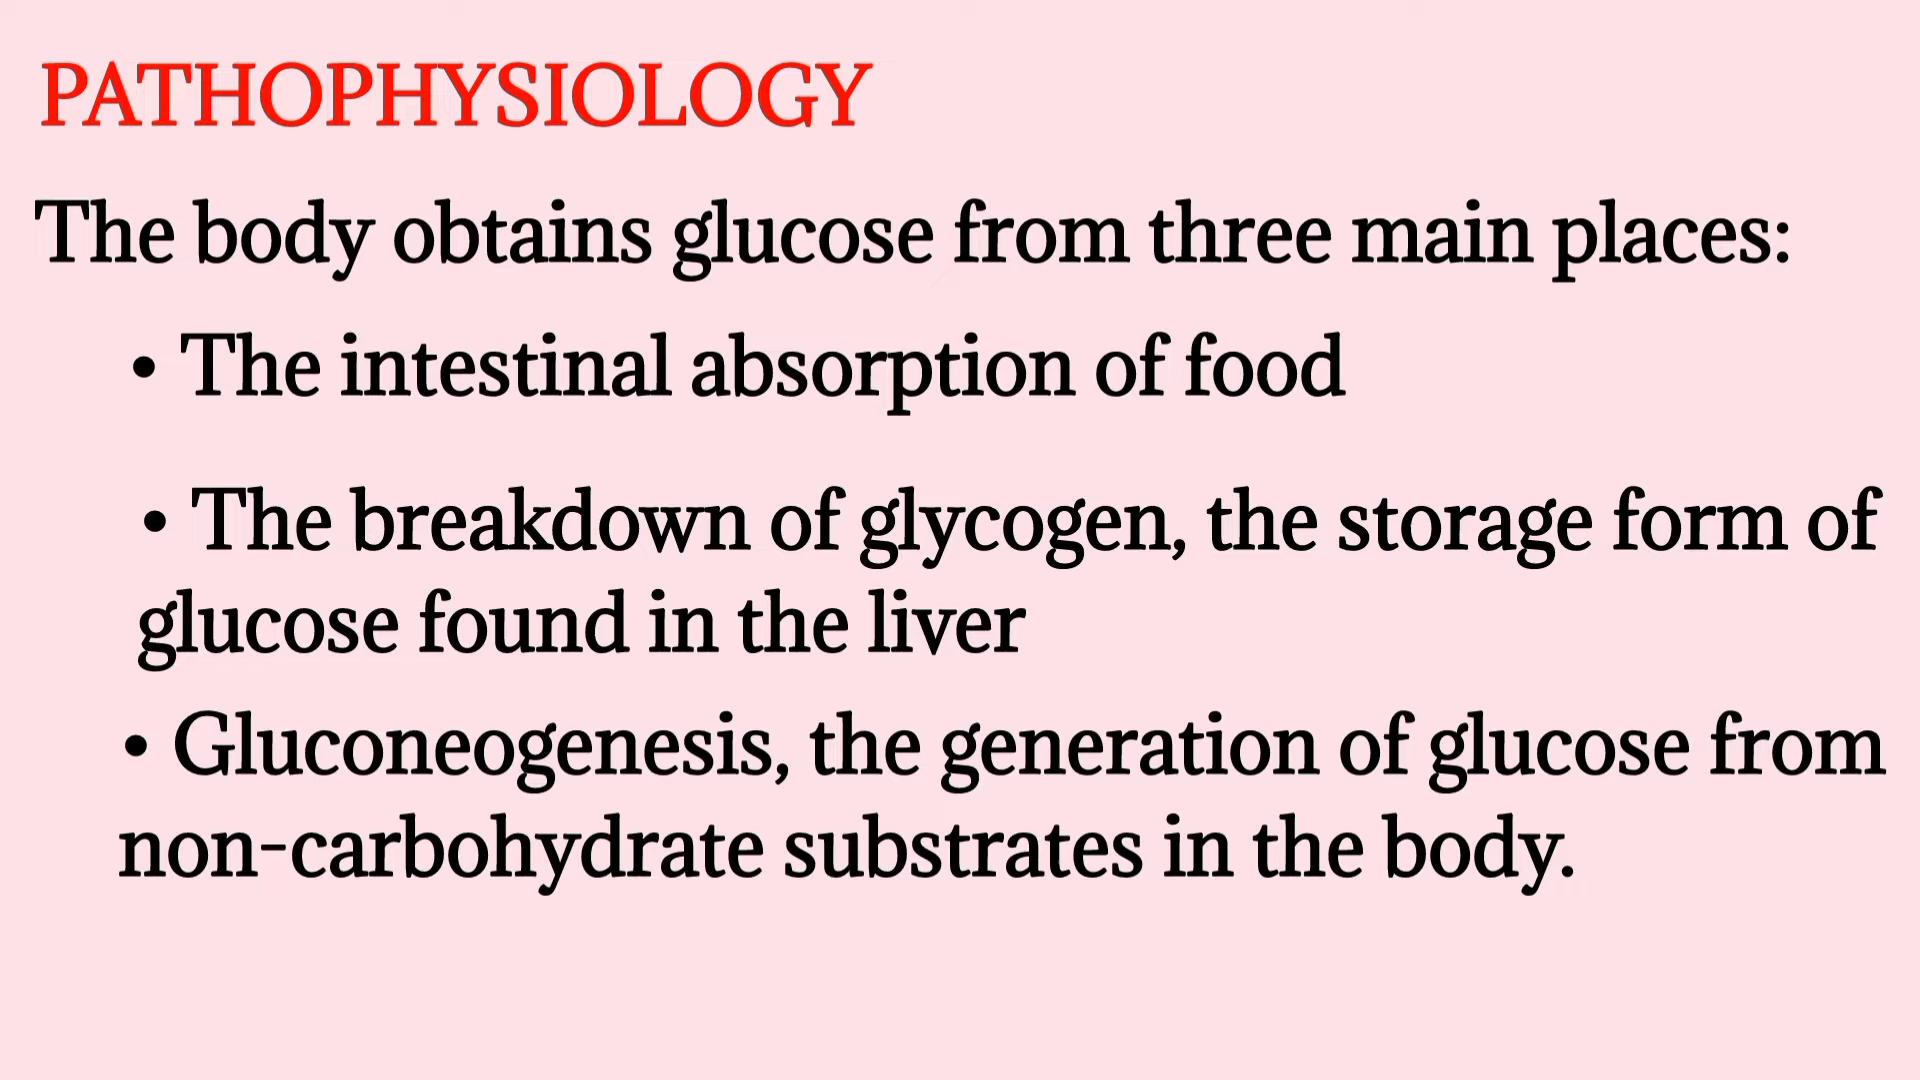 PATHOPHYSIOLOGY
The body obtains glucose from three main places:
• The intestinal absorption of food
• The breakdown of glycogen, the storage form of
glucose found in the liver
• Gluconeogenesis, the generation of glucose from
non-carbohydrate substrates in the body.